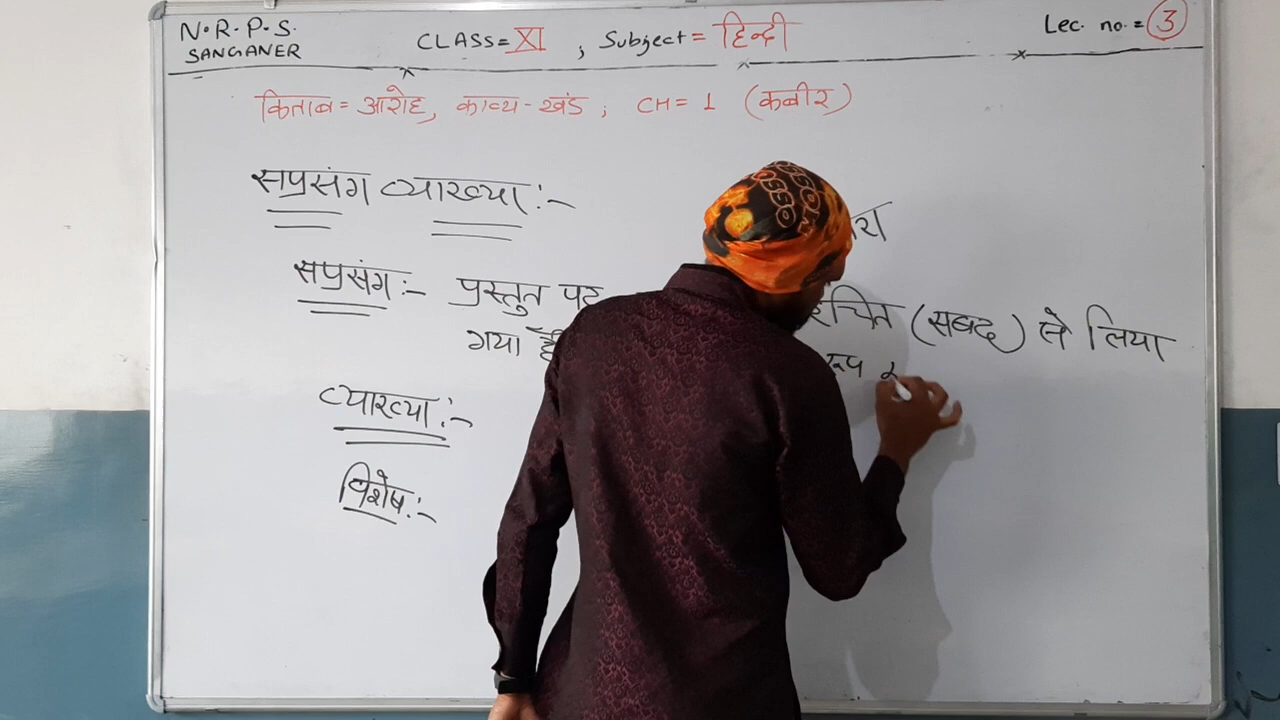 N.R.P.S. SANGANER
CLASS=XI, Subject= हिन्दी
Lec. no.= 3
किताब= आरोह, काव्य-खंड; CH= 1 (कबीर)
सप्रसंग व्याख्या:-
सप्रसंग:- प्रस्तुत पद (सबद) से लिया
गया है रूप
व्याख्या:-
विशेष:-